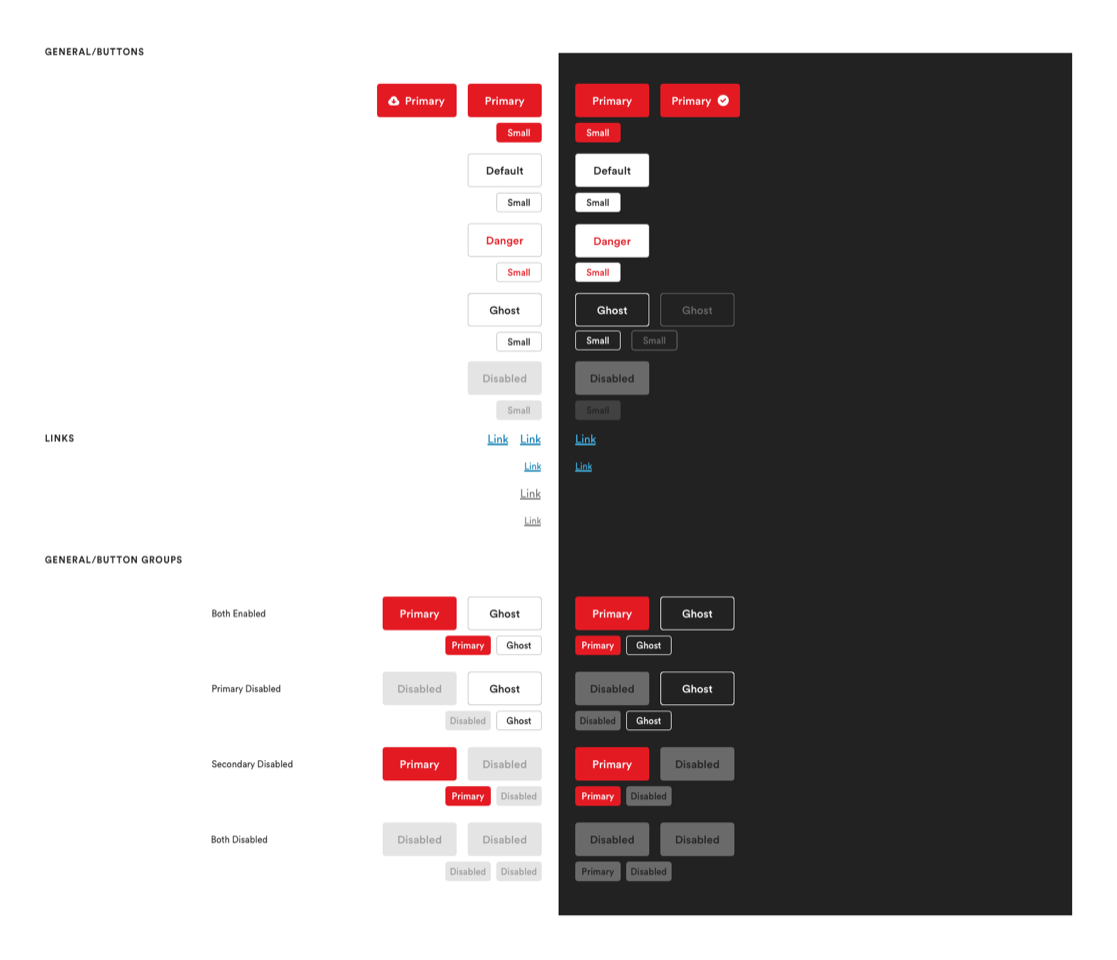 GENERAL/BUTTONS
Primary Primary Primary Primary
Small Small
Default Default
Small Small
Danger Danger
Small Small
Ghost Ghost Ghost
Small Small Small
Disabled Disabled
Small Small
LINKS Link Link Link
Link Link
Link
Link
GENERAL/BUTTON GROUPS
Both Enabled Primary Ghost Primary Ghost
Primary Ghost Primary Ghost
Primary Disabled Disabled Ghost Disabled Ghost
Disabled Ghost Disabled Ghost
Secondary Disabled Primary Disabled Primary Disabled
Primary Disabled Primary Disabled
Both Disabled Disabled Disabled Disabled Disabled
Disabled Disabled Primary Disabled